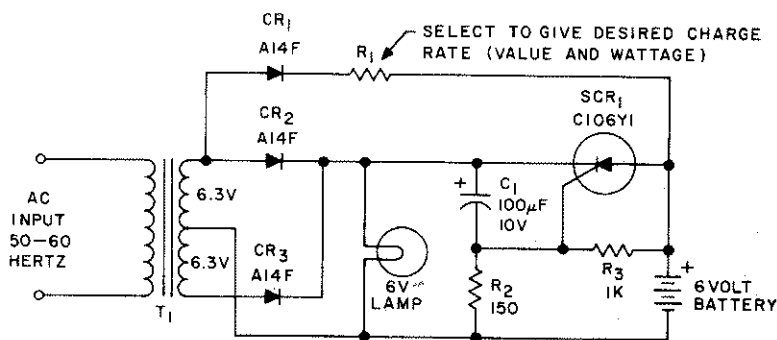 CR1
A14F
R1
SELECT TO GIVE DESIRED CHARGE
RATE (VALUE AND WATTAGE)
CR2
A14F
SCR1
C106Y1
AC
INPUT
50-60
HERTZ
T1
6.3V
6.3V
CR3
A14F
6V
LAMP
+
C1
100μF
10V
R2
150
R3
1K
+
6 VOLT
BATTERY